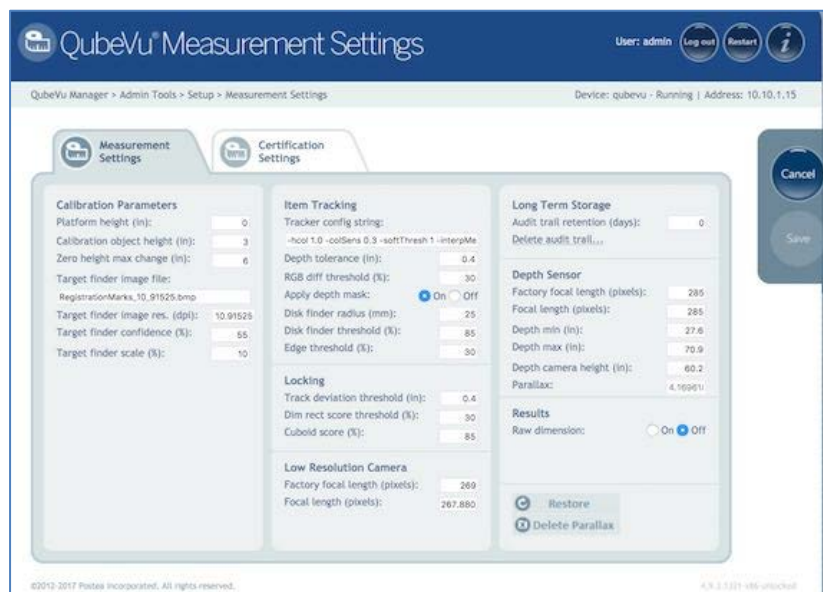 QubeVu® Measurement Settings
User: admin
Log out
Restart
i
QubeVu Manager > Admin Tools > Setup > Measurement Settings
Device: qubevu - Running | Address: 10.10.1.15
Measurement Settings
Certification Settings
Cancel
Save
Calibration Parameters
Platform height (in): 0
Calibration object height (in): 3
Zero height max change (in): 6
Target finder image file:
RegistrationMarks_10_91525.bmp
Target finder image res. (dpi): 10.91525
Target finder confidence (%): 55
Target finder scale (%): 10
Item Tracking
Tracker config string:
-hcol 1.0 -colSens 0.3 -softThresh 1 -interpMe
Depth tolerance (in): 0.4
RGB diff threshold (%): 30
Apply depth mask: On Off
Disk finder radius (mm): 25
Disk finder threshold (%): 85
Edge threshold (%): 30
Locking
Track deviation threshold (in): 0.4
Dim rect score threshold (%): 30
Cuboid score (%): 85
Low Resolution Camera
Factory focal length (pixels): 269
Focal length (pixels): 267.880
Long Term Storage
Audit trail retention (days): 0
Delete audit trail...
Depth Sensor
Factory focal length (pixels): 285
Focal length (pixels): 285
Depth min (in): 27.6
Depth max (in): 70.9
Depth camera height (in): 60.2
Parallax:
Results
Raw dimension: On Off
Restore
Delete Parallax
©2012-2017 Postea Incorporated. All rights reserved.